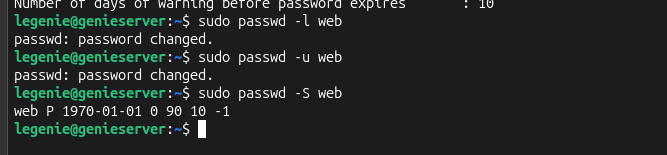 Number of days of warning before password expires : 10
legenie@genieserver:~$ sudo passwd -l web
passwd: password changed.
legenie@genieserver:~$ sudo passwd -u web
passwd: password changed.
legenie@genieserver:~$ sudo passwd -S web
web P 1970-01-01 0 90 10 -1
legenie@genieserver:~$